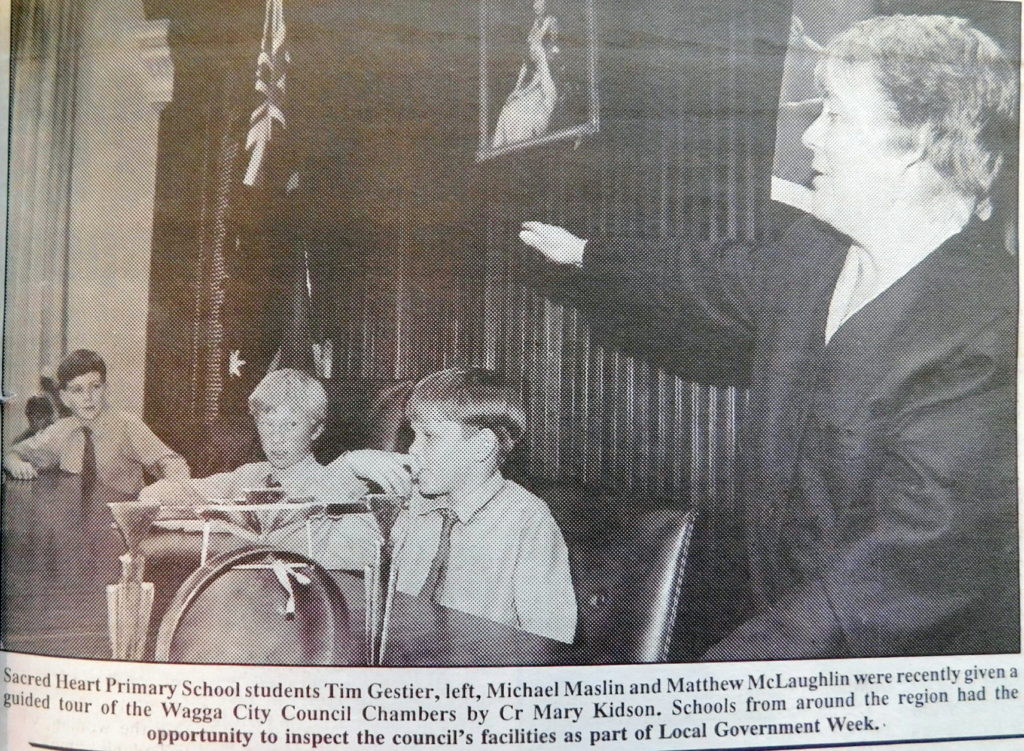 Sacred Heart Primary School students Tim Gestier, left, Michael Maslin and Matthew McLaughlin were recently given a
guided tour of the Wagga City Council Chambers by Cr Mary Kidson. Schools from around the region had the
opportunity to inspect the council's facilities as part of Local Government Week.